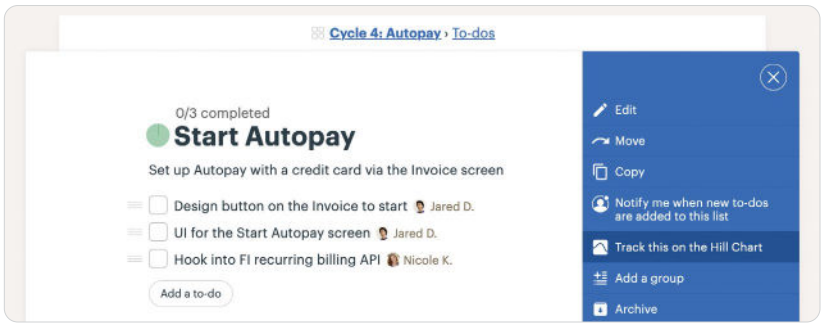 Cycle 4: Autopay › To-dos
0/3 completed
Start Autopay
Set up Autopay with a credit card via the Invoice screen
Design button on the Invoice to start Jared D.
UI for the Start Autopay screen Jared D.
Hook into FI recurring billing API Nicole K.
Add a to-do
Edit
Move
Copy
Notify me when new to-dos
are added to this list
Track this on the Hill Chart
Add a group
Archive